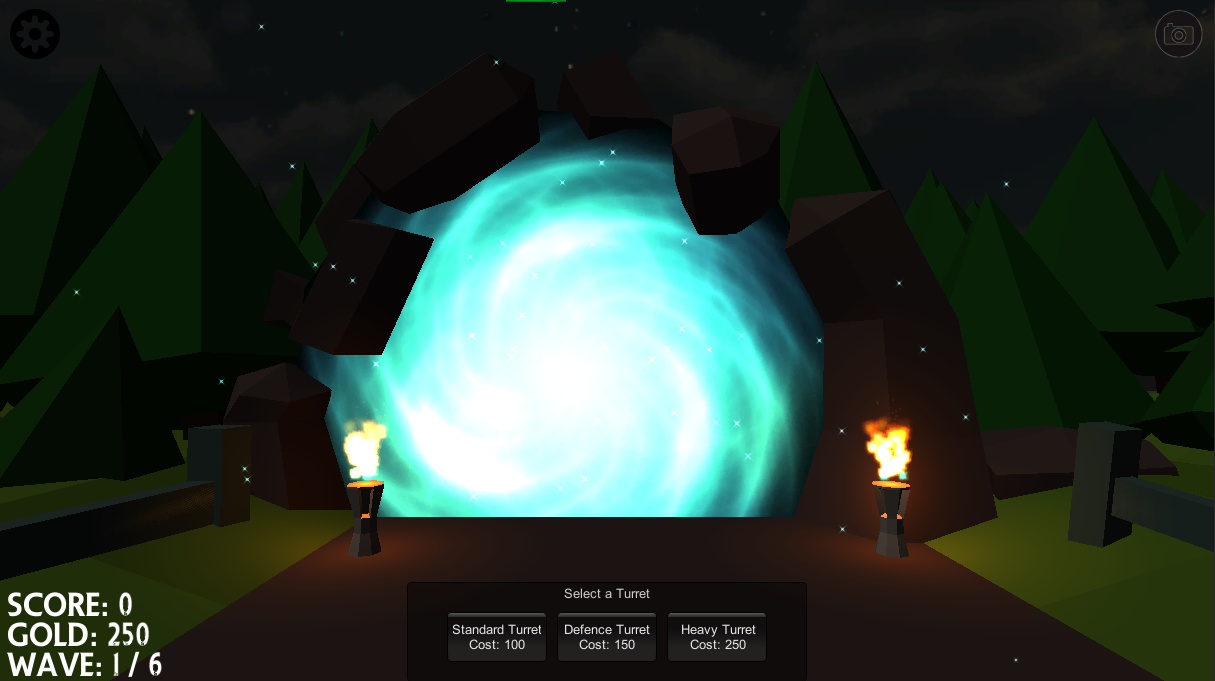 Select a Turret
Standard Turret
Cost: 100
Defence Turret
Cost: 150
Heavy Turret
Cost: 250
SCORE: 0
GOLD: 250
WAVE: 1 / 6